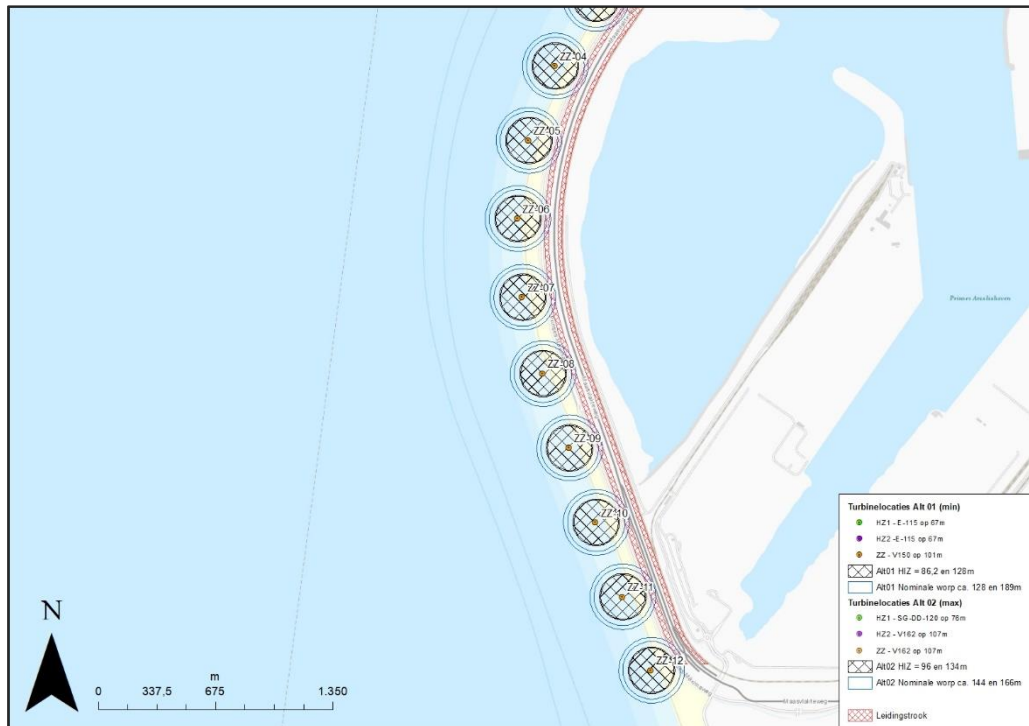 ZZ-04
ZZ-05
ZZ-06
ZZ-07
ZZ-08
ZZ-09
ZZ-10
ZZ-11
ZZ-12
Prinses Amaliahaven
Maasvlakteweg
N
m
0 337,5 675 1.350
Turbinelocaties Alt 01 (min)
HZ1 - E-115 op 67m
HZ2 -E-115 op 67m
ZZ - V150 op 101m
Alt01 HIZ = 86,2 en 128m
Alt01 Nominale worp ca. 128 en 189m
Turbinelocaties Alt 02 (max)
HZ1 - SG-DD-120 op 76m
HZ2 - V162 op 107m
ZZ - V162 op 107m
Alt02 HIZ = 96 en 134m
Alt02 Nominale worp ca. 144 en 166m
Leidingstrook